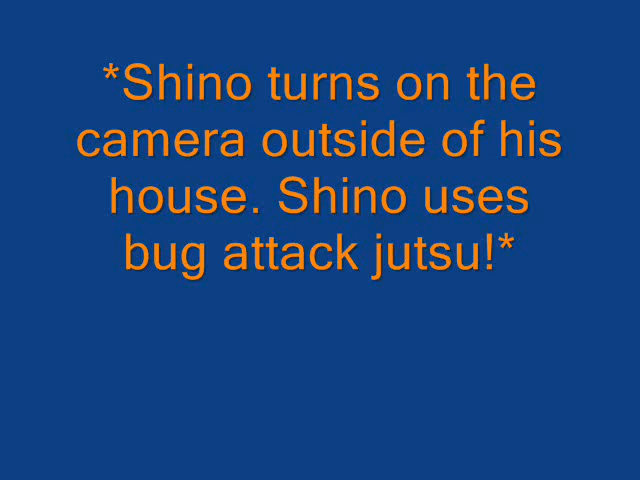 *Shino turns on the
camera outside of his
house. Shino uses
bug attack jutsu!*